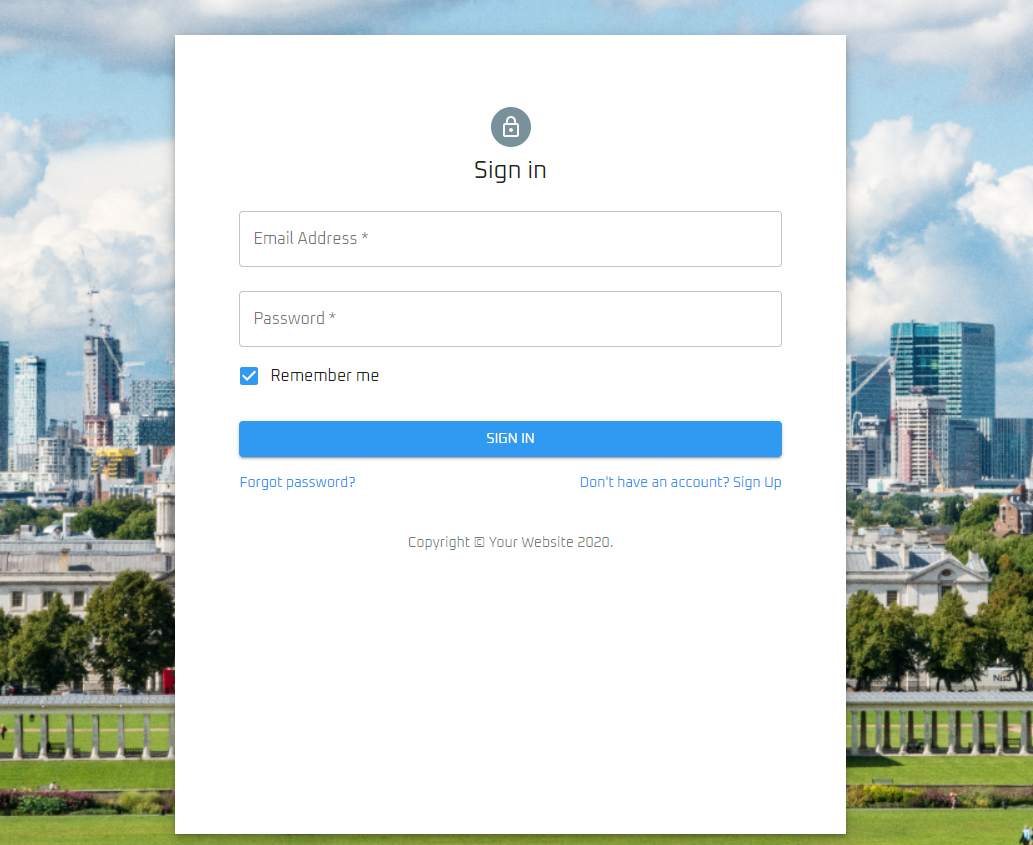 Sign in
Email Address *
Password *
Remember me
SIGN IN
Forgot password?
Don't have an account? Sign Up
Copyright © Your Website 2020.
Nisa